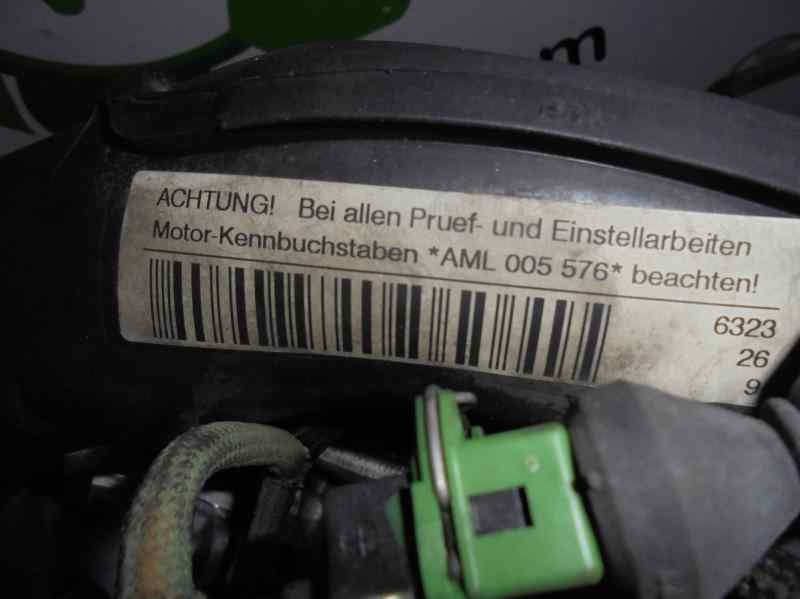 m
ACHTUNG! Bei allen Pruef- und Einstellarbeiten
Motor-Kennbuchstaben *AML 005 576* beachten!
6323
26
9